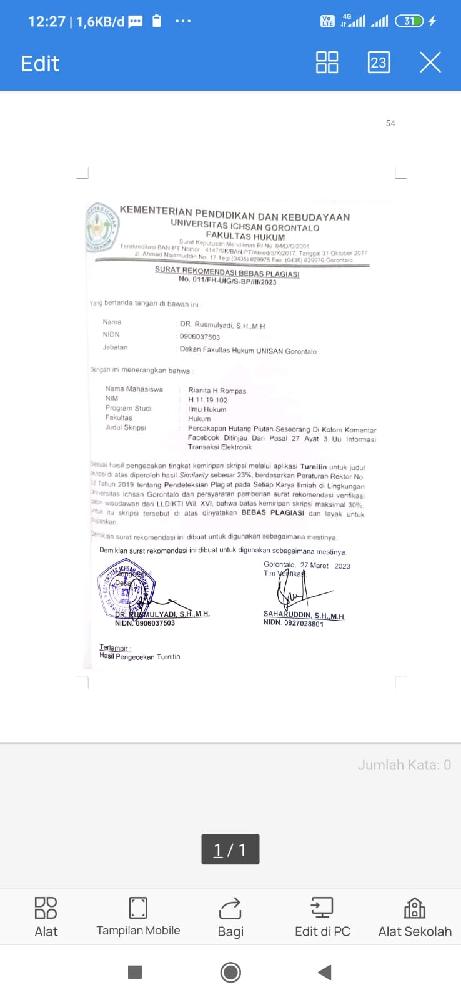 12:27 | 1,6KB/d
Vo LTE 4G 31
Edit
23
54
KEMENTERIAN PENDIDIKAN DAN KEBUDAYAAN
UNIVERSITAS ICHSAN GORONTALO
FAKULTAS HUKUM
Surat Keputusan Mendiknas RI No. 84/D/O/2001
Terakreditasi BAN-PT Nomor : 4147/SK/BAN-PT/Akred/S/X/2017, Tanggal 31 Oktober 2017
Jl. Ahmad Najamuddin No. 17 Telp.(0435) 829975 Fax. (0435) 829976 Gorontalo
SURAT REKOMENDASI BEBAS PLAGIASI
No. 011/FH-UIG/S-BP/III/2023
Yang bertanda tangan di bawah ini :
Nama : DR. Rusmulyadi, S.H.,M.H
NIDN : 0906037503
Jabatan : Dekan Fakultas Hukum UNISAN Gorontalo
Dengan ini menerangkan bahwa :
Nama Mahasiswa : Rianita H Rompas
NIM : H.11.19.102
Program Studi : Ilmu Hukum
Fakultas : Hukum
Judul Skripsi : Percakapan Hutang Piutan Seseorang Di Kolom Komentar
Facebook Ditinjau Dari Pasal 27 Ayat 3 Uu Informasi
Transaksi Elektronik
Sesuai hasil pengecekan tingkat kemiripan skripsi melalui aplikasi Turnitin untuk judul
skripsi di atas diperoleh hasil Similarity sebesar 23%, berdasarkan Peraturan Rektor No.
32 Tahun 2019 tentang Pendeteksian Plagiat pada Setiap Karya Ilmiah di Lingkungan
Universitas Ichsan Gorontalo dan persyaratan pemberian surat rekomendasi verifikasi
calon wisudawan dari LLDIKTI Wil. XVI, bahwa batas kemiripan skripsi maksimal 30%,
untuk itu skripsi tersebut di atas dinyatakan BEBAS PLAGIASI dan layak untuk
diujiankan.
Demikian surat rekomendasi ini dibuat untuk digunakan sebagaimana mestinya.
Demikian surat rekomendasi ini dibuat untuk digunakan sebagaimana mestinya.
Gorontalo, 27 Maret 2023
Mengetahui
Tim Verifikasi,
Dekan,
DR. RUSMULYADI, S.H.,M.H.
NIDN. 0906037503
SAHARUDDIN, S.H.,M.H.
NIDN. 0927028801
Terlampir :
Hasil Pengecekan Turnitin
Jumlah Kata: 0
1 / 1
Alat
Tampilan Mobile
Bagi
Edit di PC
Alat Sekolah